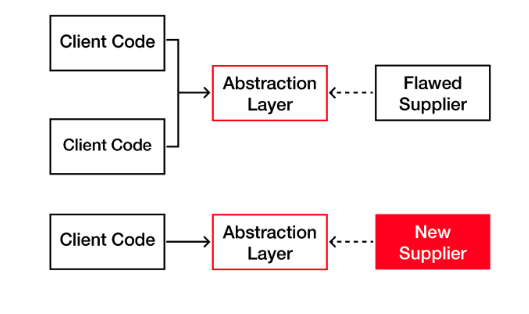 Client Code
Abstraction
Layer
Flawed
Supplier
Client Code
Client Code
Abstraction
Layer
New
Supplier